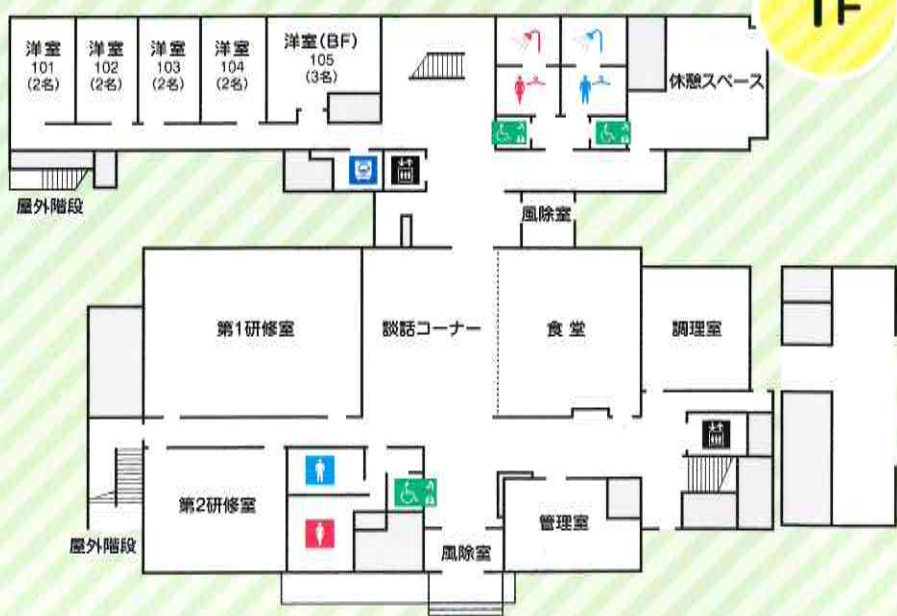 1F
洋室
101
(2名)
洋室
102
(2名)
洋室
103
(2名)
洋室
104
(2名)
洋室(BF)
105
(3名)
休憩スペース
屋外階段
風除室
第1研修室
談話コーナー
食堂
調理室
第2研修室
屋外階段
風除室
管理室